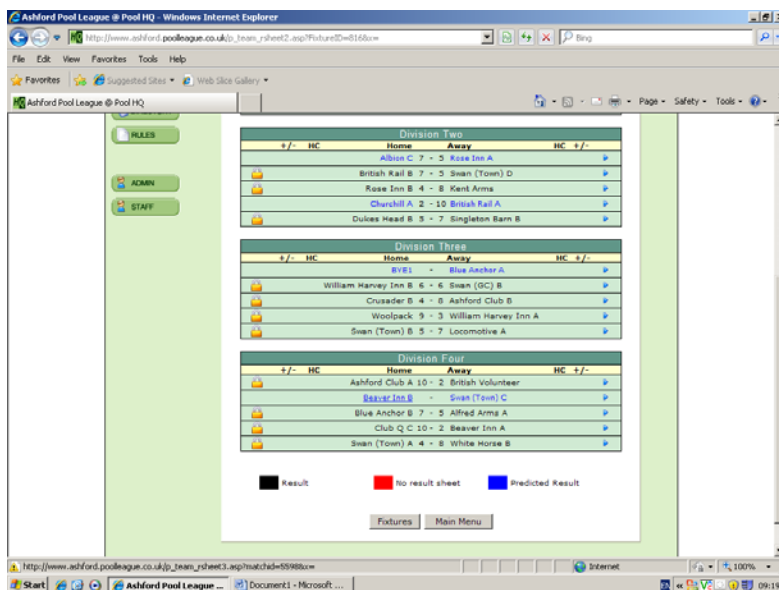 Ashford Pool League @ Pool HQ - Windows Internet Explorer
http://www.ashford.poolleague.co.uk/p_team_rsheet2.asp?FixtureID=816&x=
Bing
File Edit View Favorites Tools Help
Favorites Suggested Sites Web Slice Gallery
Ashford Pool League @ Pool HQ Page Safety Tools
RULES
ADMIN
STAFF
Division Two
+/- HC Home Away HC +/-
Albion C 7 - 5 Rose Inn A
British Rail B 7 - 5 Swan (Town) D
Rose Inn B 4 - 8 Kent Arms
Churchill A 2 - 10 British Rail A
Dukes Head B 5 - 7 Singleton Barn B
Division Three
+/- HC Home Away HC +/-
BYE1 - Blue Anchor A
William Harvey Inn B 6 - 6 Swan (GC) B
Crusader B 4 - 8 Ashford Club B
Woolpack 9 - 3 William Harvey Inn A
Swan (Town) B 5 - 7 Locomotive A
Division Four
+/- HC Home Away HC +/-
Ashford Club A 10 - 2 British Volunteer
Beaver Inn B - Swan (Town) C
Blue Anchor B 7 - 5 Alfred Arms A
Club Q C 10 - 2 Beaver Inn A
Swan (Town) A 4 - 8 White Horse B
Result No result sheet Predicted Result
Fixtures Main Menu
http://www.ashford.poolleague.co.uk/p_team_rsheet3.asp?matchid=5598&x= Internet 100%
Start Ashford Pool League ... Document1 - Microsoft ... 09:19